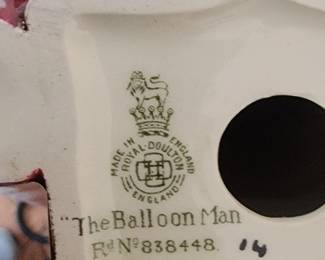 MADE IN ENGLAND
ROYAL·DOULTON
ENGLAND
"The Balloon Man
Rd No 838448.
14